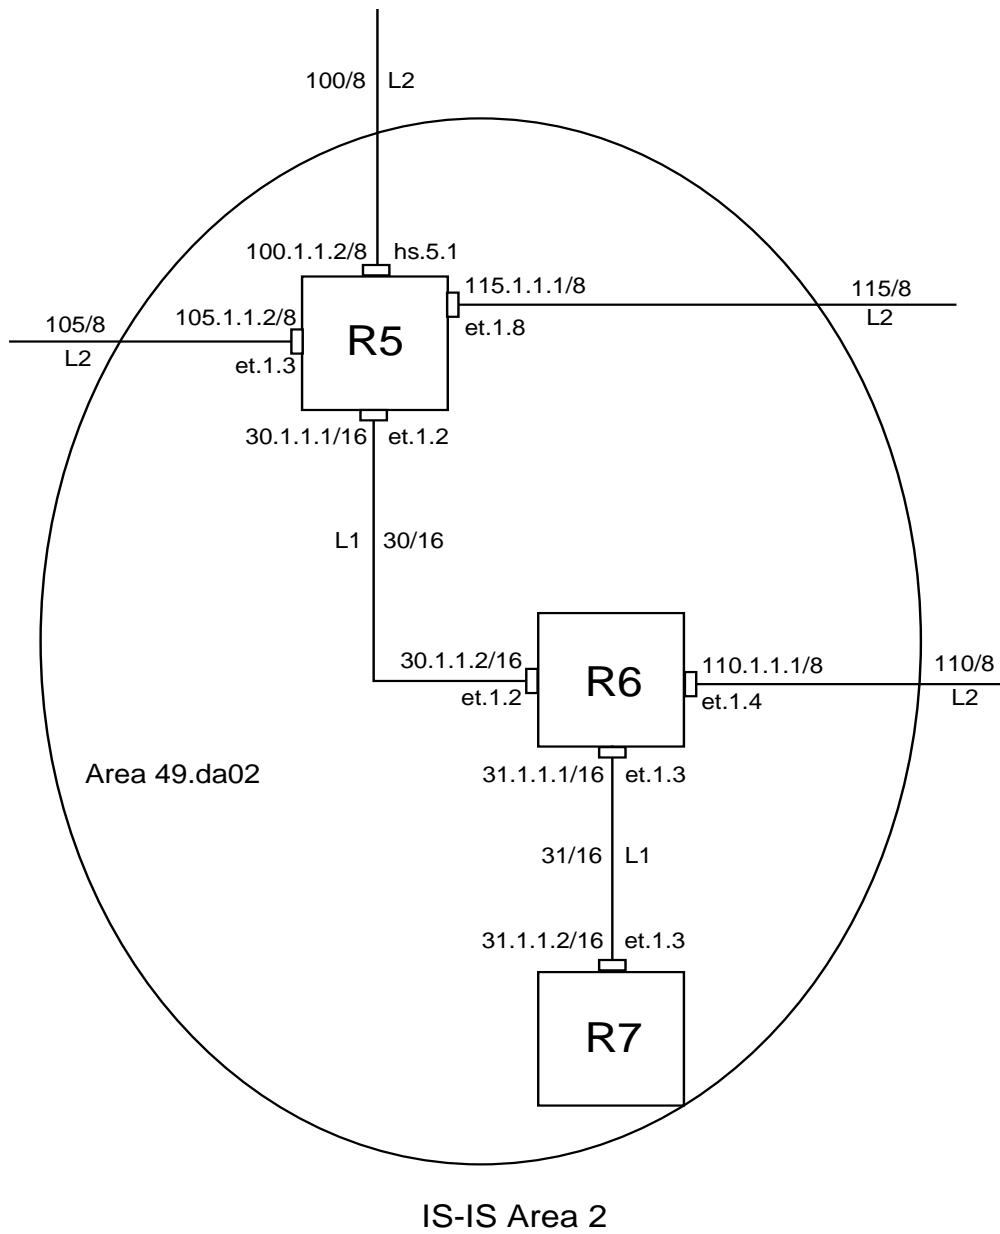 100/8 L2
100.1.1.2/8 hs.5.1
115.1.1.1/8
115/8
105/8
105.1.1.2/8
R5
et.1.8
L2
L2
et.1.3
30.1.1.1/16 et.1.2
L1 30/16
30.1.1.2/16
R6
110.1.1.1/8
110/8
et.1.2
et.1.4
L2
Area 49.da02
31.1.1.1/16 et.1.3
31/16 L1
31.1.1.2/16 et.1.3
R7
IS-IS Area 2